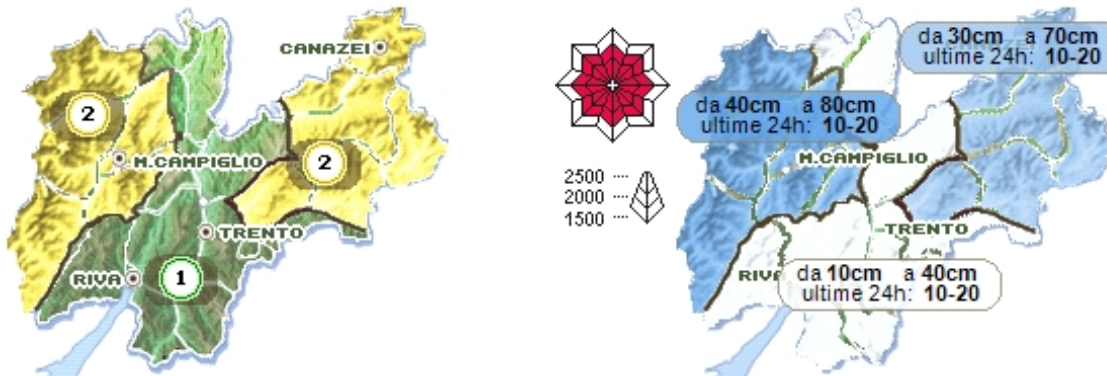 CANAZEI
2
M.CAMPIGLIO
2
TRENTO
RIVA
1
2500
2000
1500
da 30cm a 70cm
ultime 24h: 10-20
da 40cm a 80cm
ultime 24h: 10-20
M.CAMPIGLIO
TRENTO
RIVA
da 10cm a 40cm
ultime 24h: 10-20